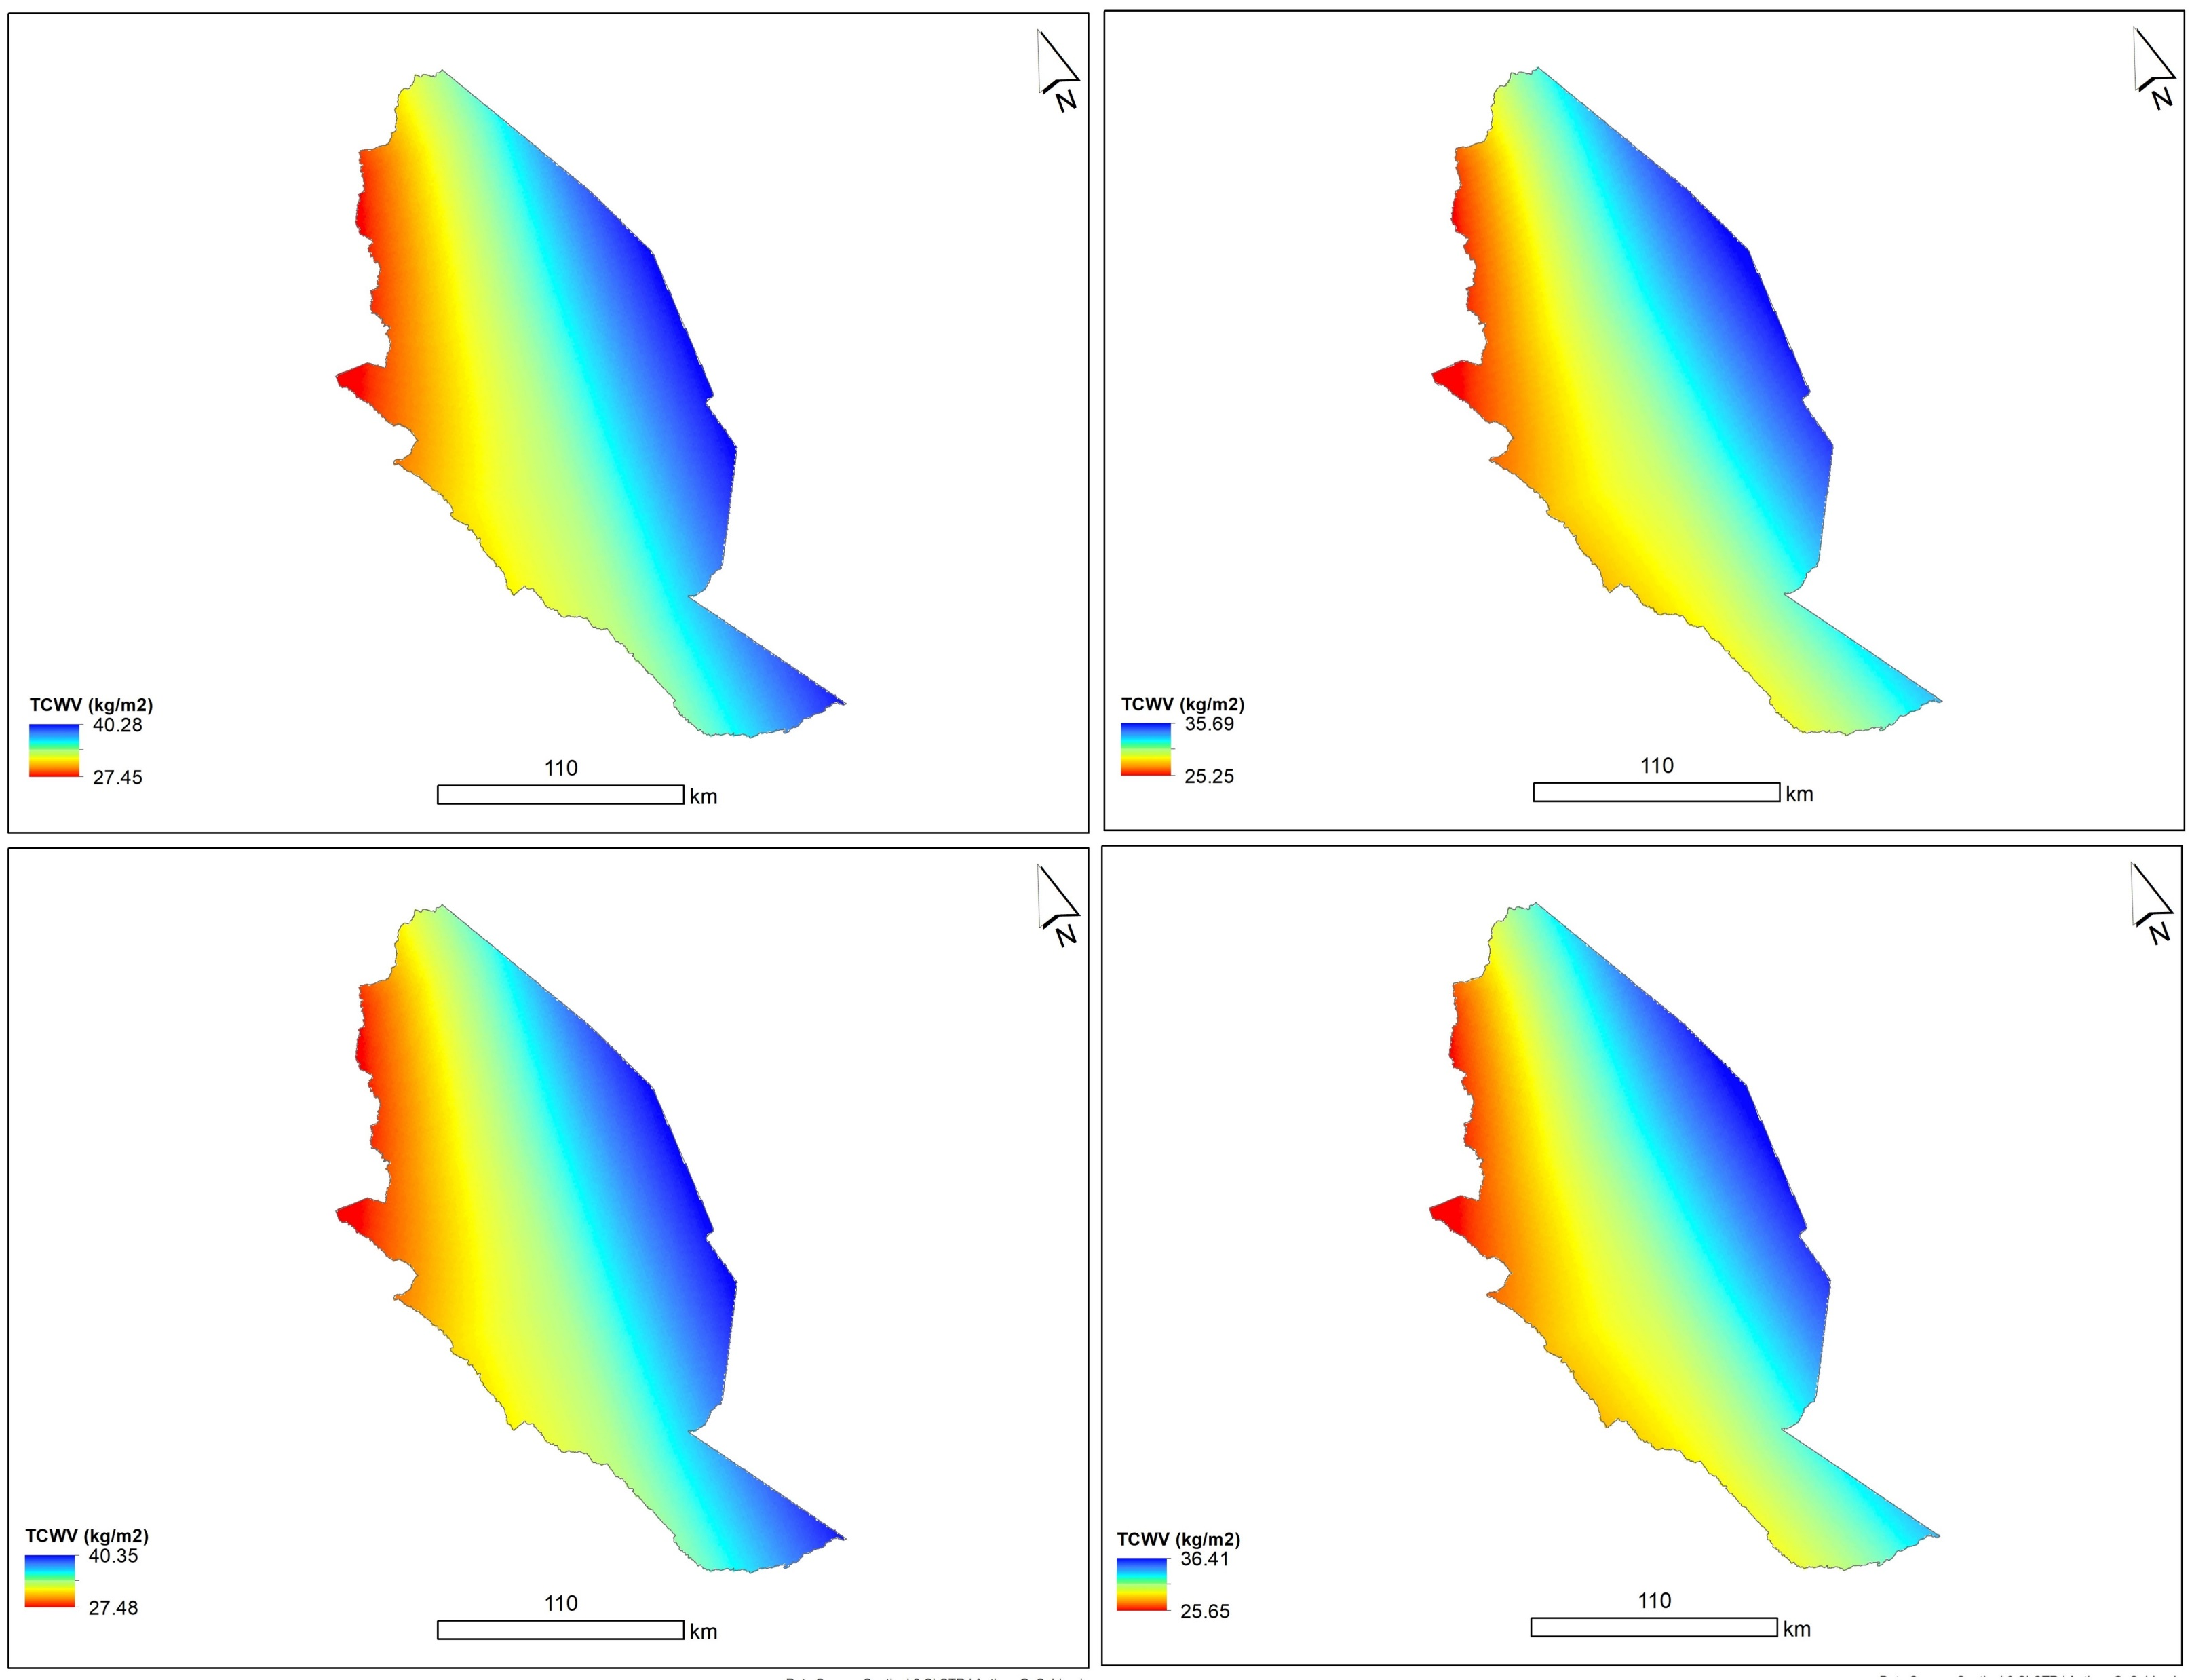 N
TCWV (kg/m2)
40.28
27.45
110
km
N
TCWV (kg/m2)
35.69
25.25
110
km
N
TCWV (kg/m2)
40.35
27.48
110
km
N
TCWV (kg/m2)
36.41
25.65
110
km